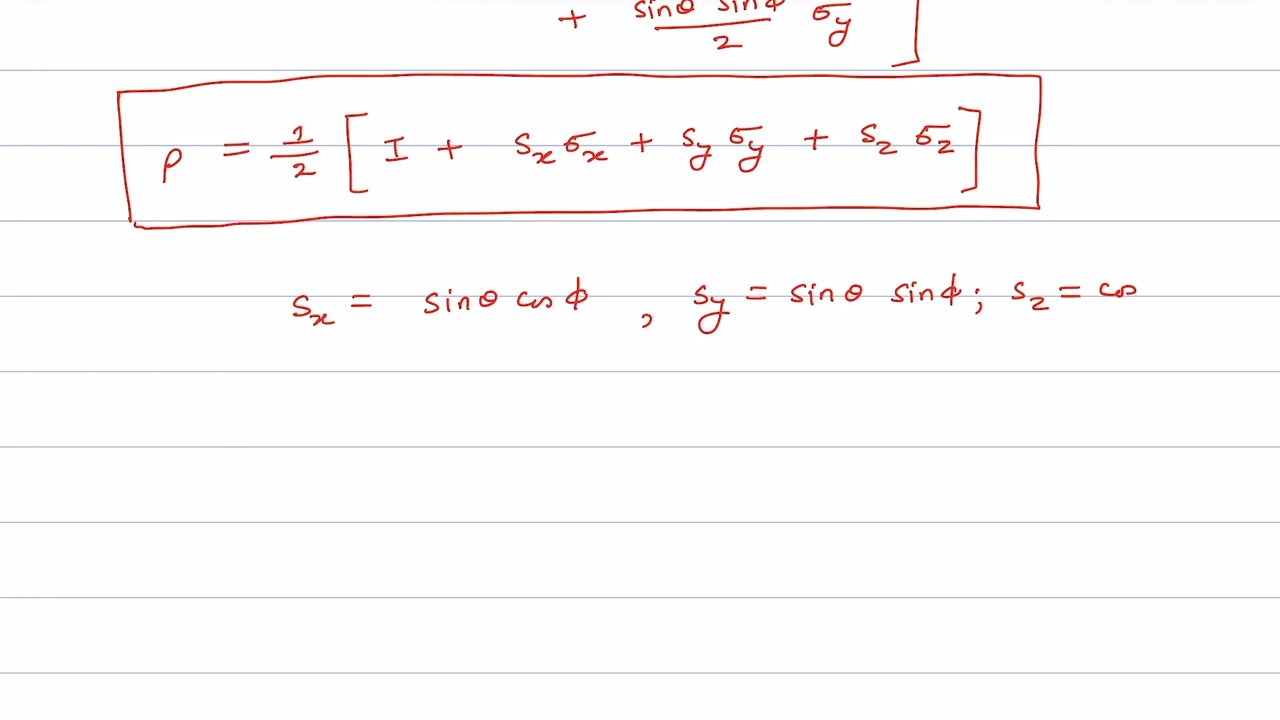 + sinθ sinϕ / 2 σy ]
ρ = 1/2 [ I + sx σx + sy σy + sz σz ]
sx = sinθ cosϕ , sy = sinθ sinϕ ; sz = cos